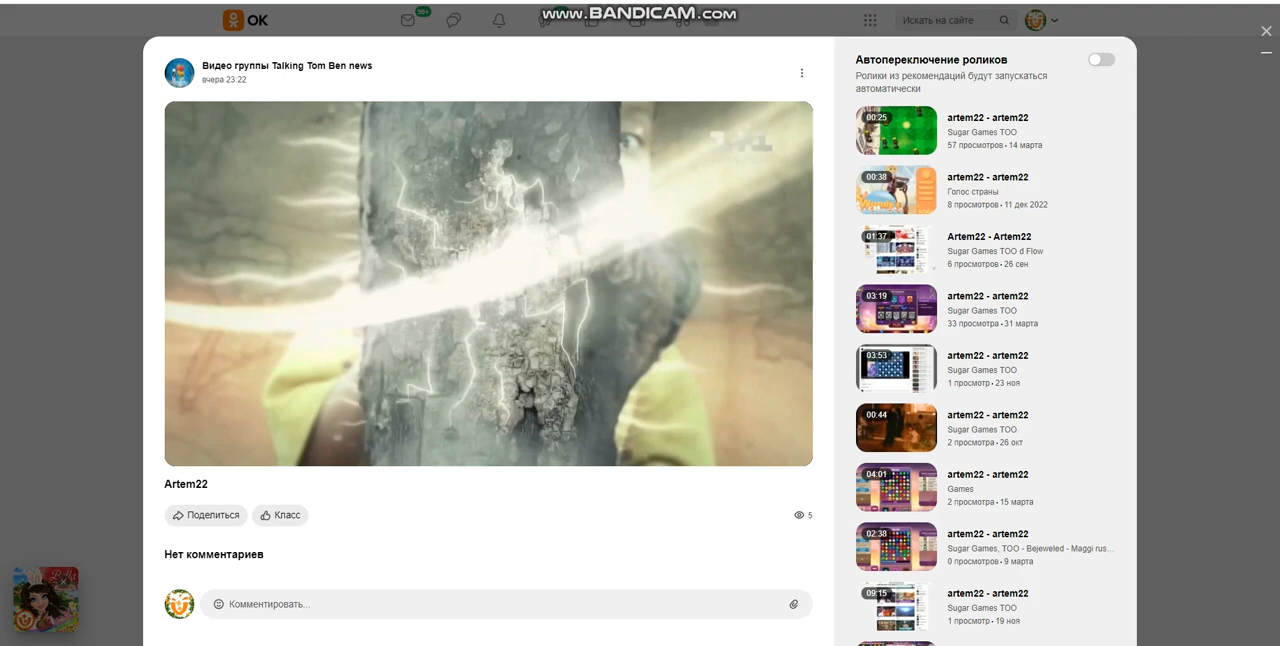 www.BANDICAM.com
OK
99+
Искать на сайте
Видео группы Talking Tom Ben news
вчера 23:22
1+1
Artem22
Поделиться
Класс
5
Нет комментариев
Комментировать...
Автопереключение роликов
Ролики из рекомендаций будут запускаться
автоматически
00:25
artem22 - artem22
Sugar Games TOO
57 просмотров • 14 марта
00:38
artem22 - artem22
Голос страны
8 просмотров • 11 дек 2022
01:37
Artem22 - Artem22
Sugar Games TOO d Flow
6 просмотров • 26 сен
03:19
artem22 - artem22
Sugar Games TOO
33 просмотра • 31 марта
03:53
artem22 - artem22
Sugar Games TOO
1 просмотр • 23 ноя
00:44
artem22 - artem22
Sugar Games TOO
2 просмотра • 26 окт
04:01
artem22 - artem22
Games
2 просмотра • 15 марта
02:38
artem22 - artem22
Sugar Games, TOO - Bejeweled - Maggi rus...
0 просмотров • 9 марта
09:15
artem22 - artem22
Sugar Games TOO
1 просмотр • 19 ноя